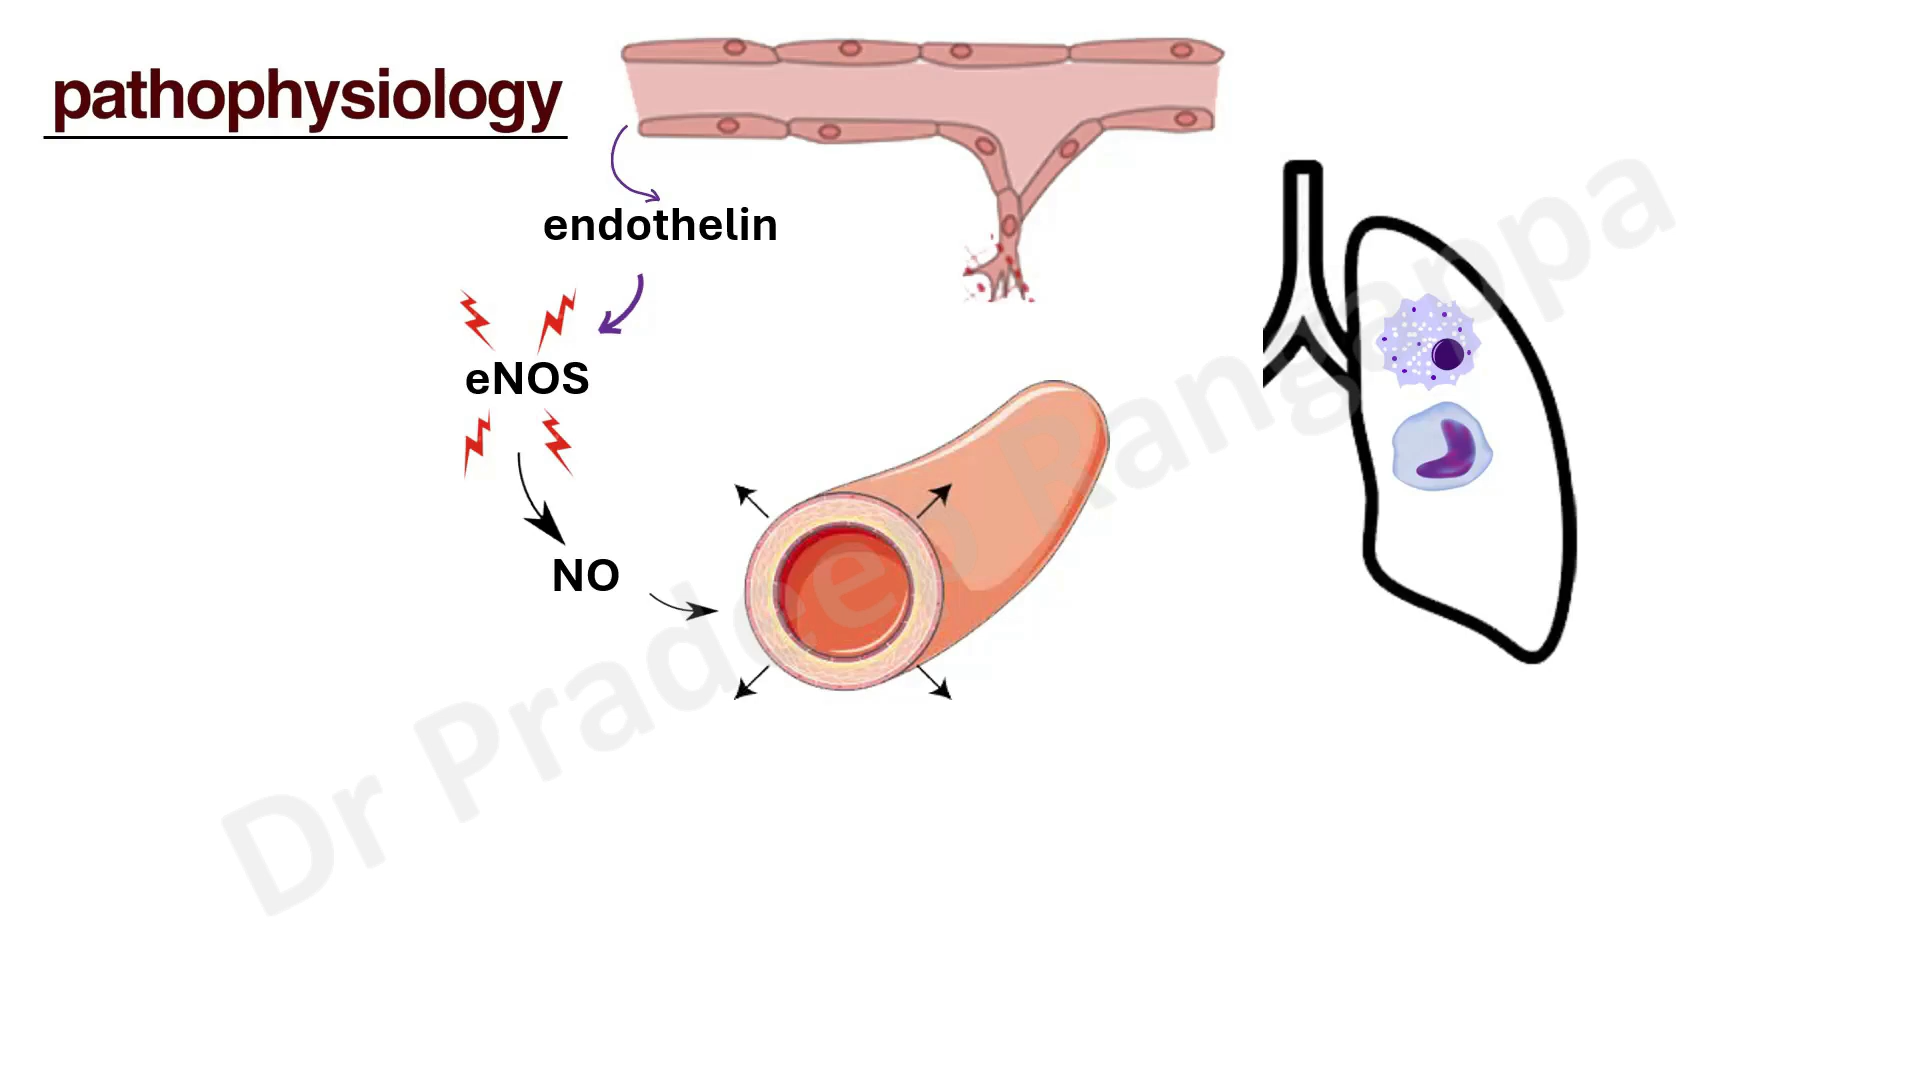 pathophysiology
endothelin
eNOS
NO
Dr Pradeep Rangappa